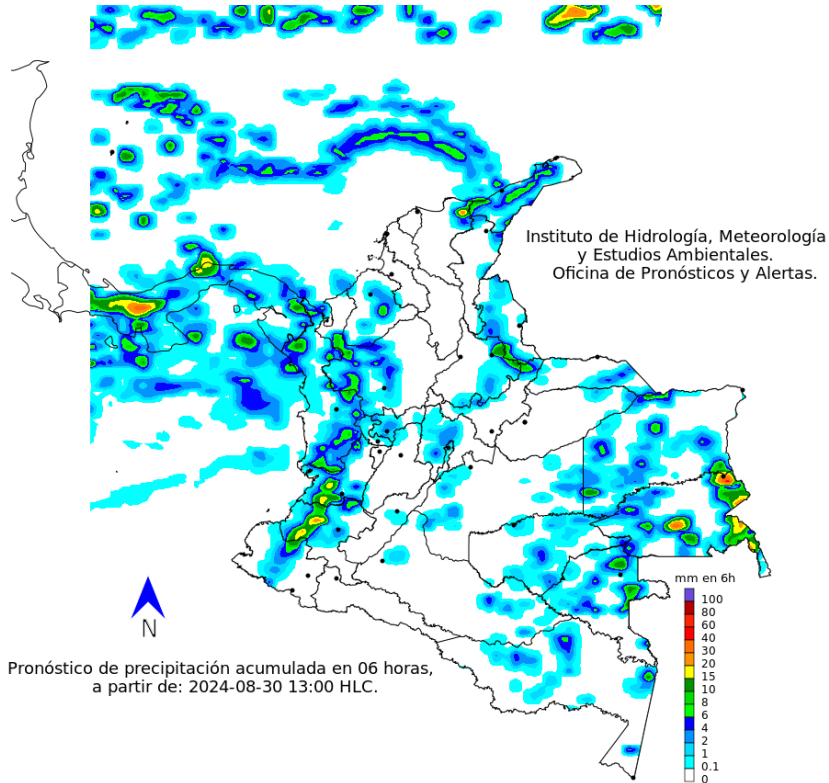 Instituto de Hidrología, Meteorología
y Estudios Ambientales.
Oficina de Pronósticos y Alertas.
mm en 6h
100
80
60
40
30
20
15
10
8
6
4
2
1
0.1
0
N
Pronóstico de precipitación acumulada en 06 horas,
a partir de: 2024-08-30 13:00 HLC.